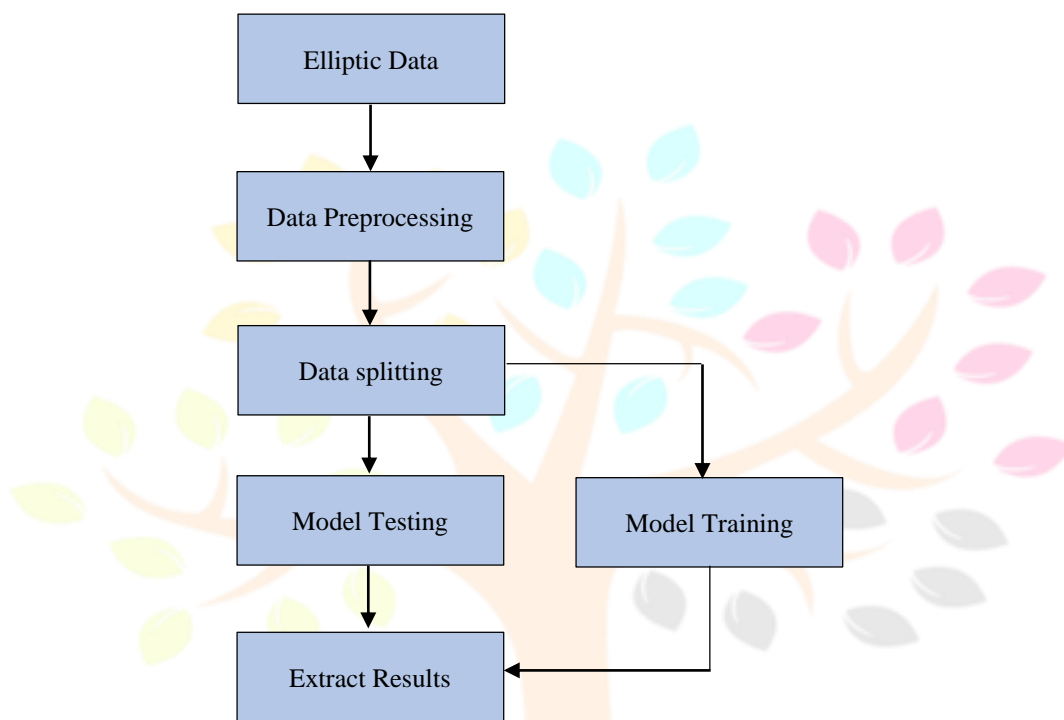 Elliptic Data
Data Preprocessing
Data splitting
Model Testing
Model Training
Extract Results